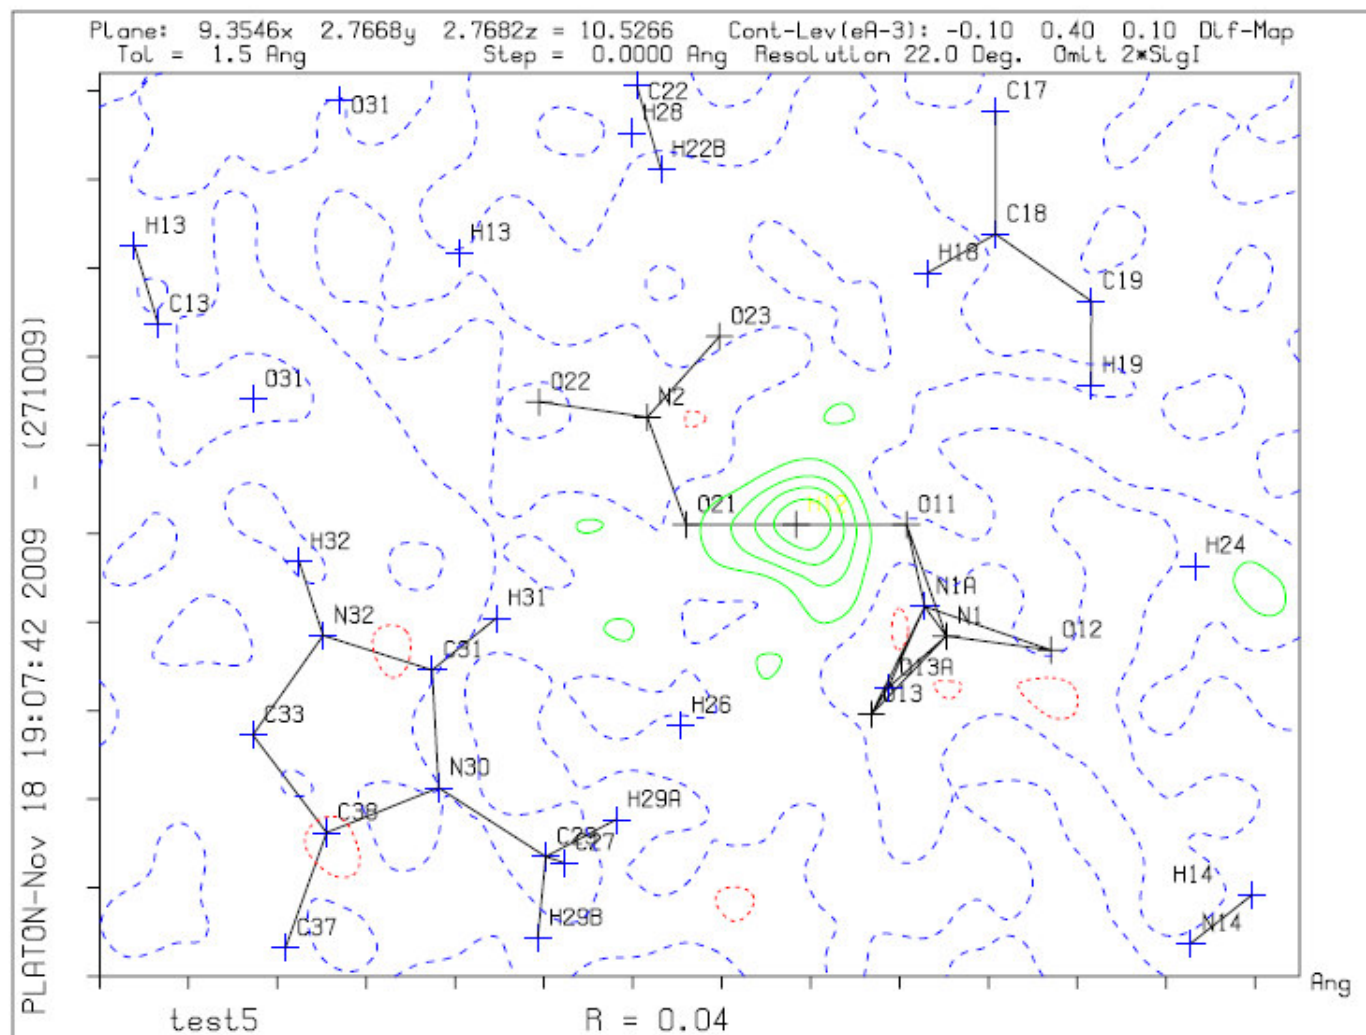 Plane: 9.3546x 2.7668y 2.7682z = 10.5266 Cont-Lev(eA-3): -0.10 0.40 0.10 Dif-Map
Tol = 1.5 Ang Step = 0.0000 Ang Resolution 22.0 Deg. Omit 2*SigI
PLATON-Nov 18 19:07:42 2009 - (271009)
C22
C17
O31
H28
H22B
H13
H13
C18
H18
C13
C19
O23
O31
O22
N2
H19
O21
O11
H32
H24
N32
H31
N1A
N1
O12
C31
O13A
O13
C33
H26
N30
C38
H29A
C27
H14
C37
H29B
N14
Ang
test5
R = 0.04